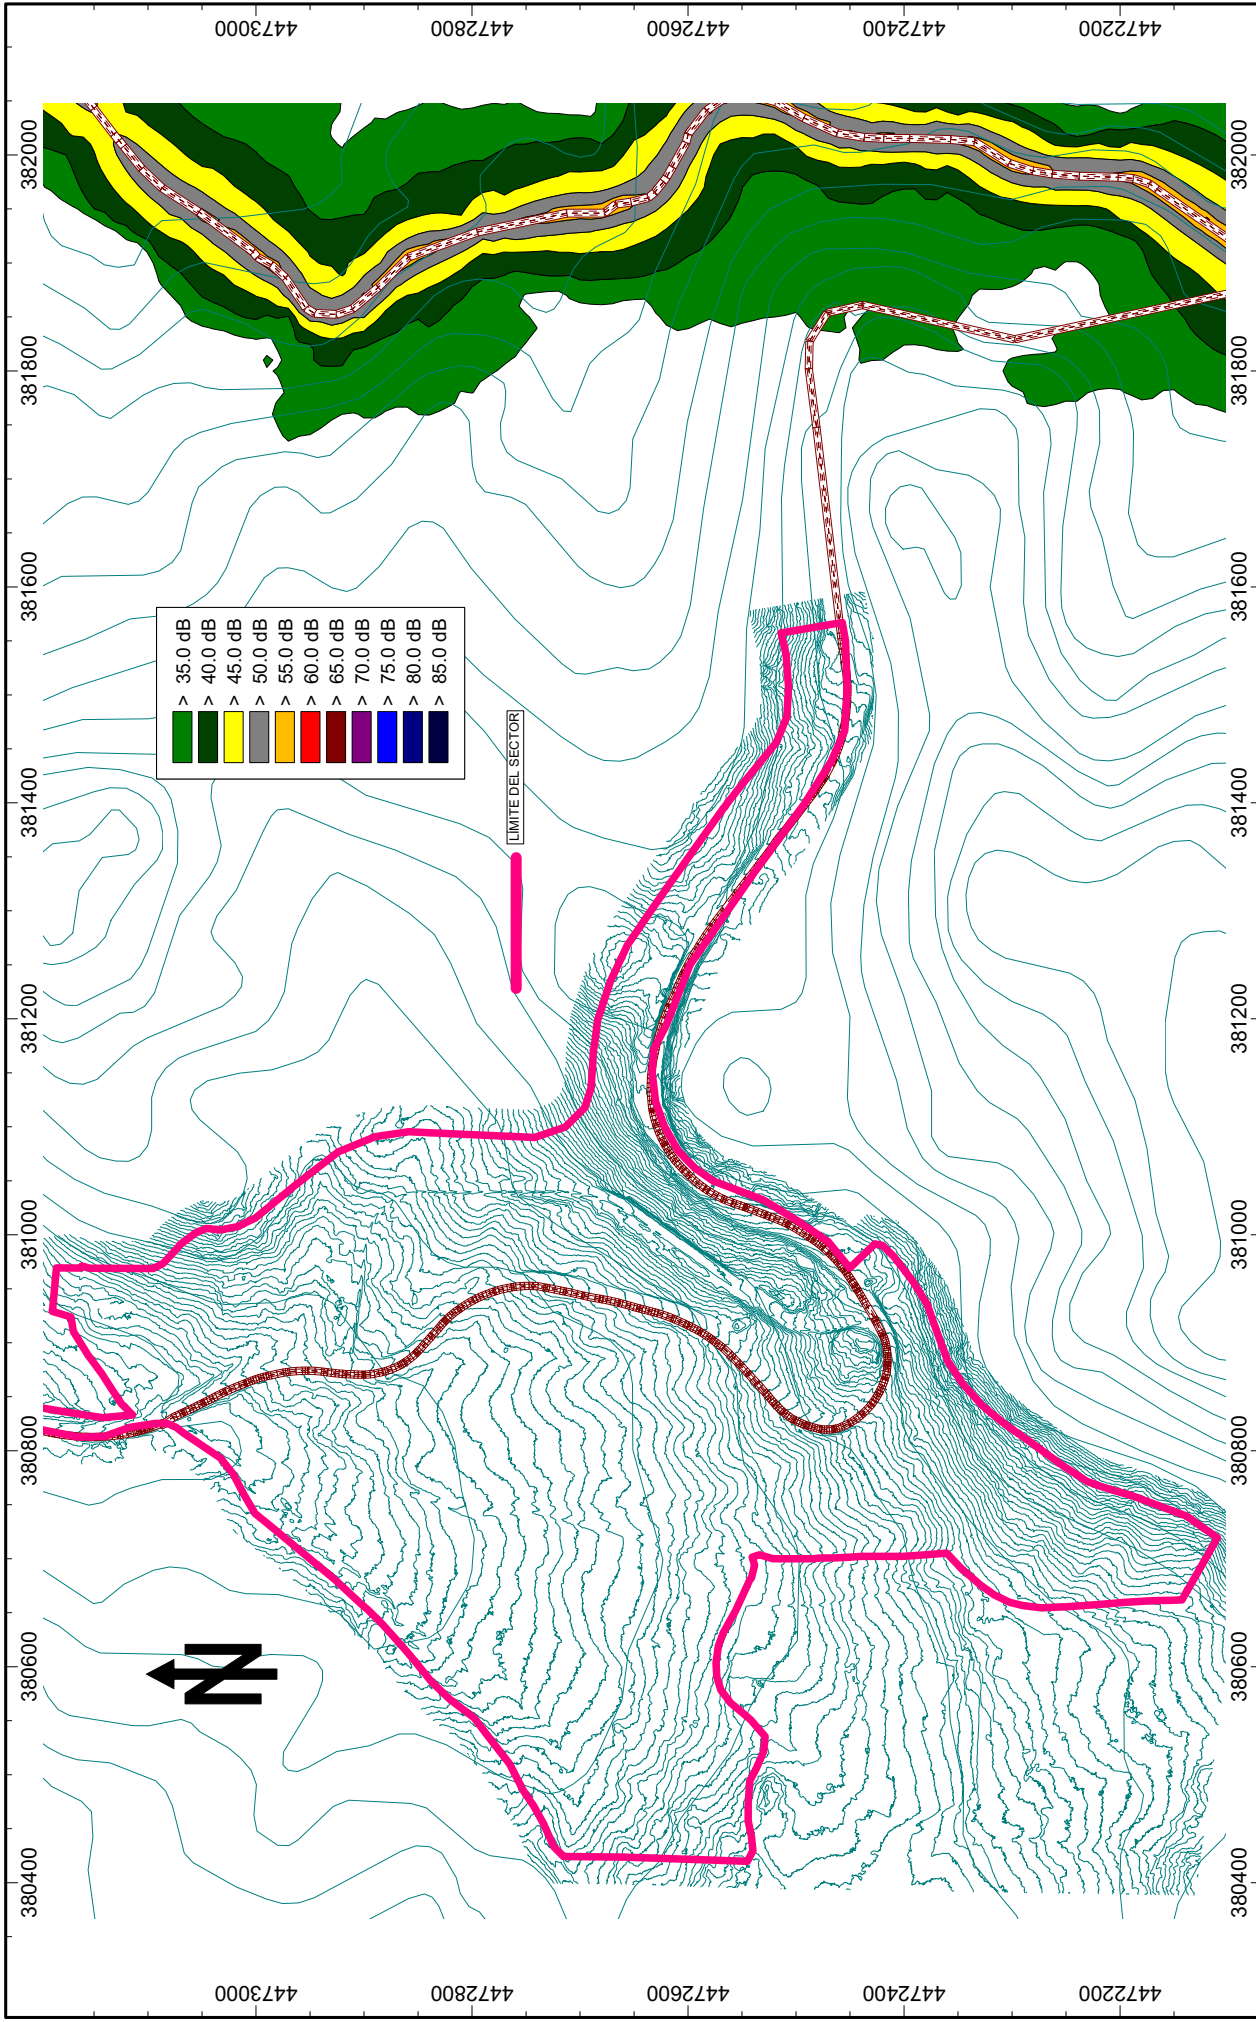 380400 380600 380800 381000 381200 381400 381600 381800 382000
4473000 4473000
N
> 35.0 dB
> 40.0 dB
> 45.0 dB
> 50.0 dB
> 55.0 dB
> 60.0 dB
> 65.0 dB
> 70.0 dB
> 75.0 dB
> 80.0 dB
> 85.0 dB
4472800 4472800
LÍMITE DEL SECTOR
4472600 4472600
4472400 4472400
4472200 4472200
380400 380600 380800 381000 381200 381400 381600 381800 382000